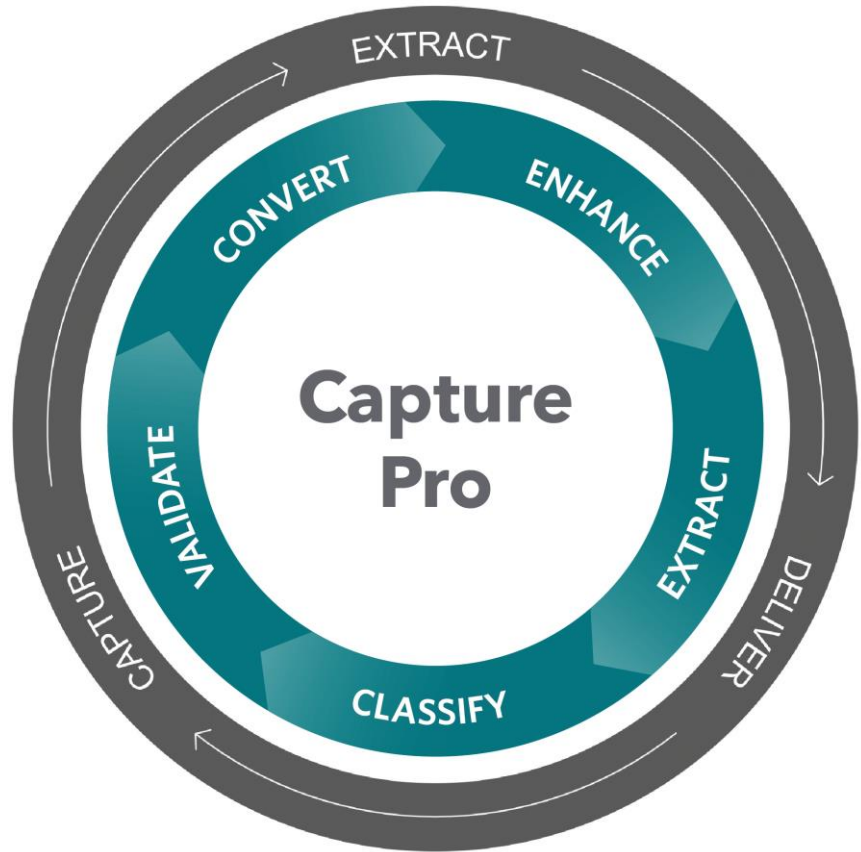 EXTRACT
DELIVER
CAPTURE
CONVERT
ENHANCE
EXTRACT
CLASSIFY
VALIDATE
Capture
Pro